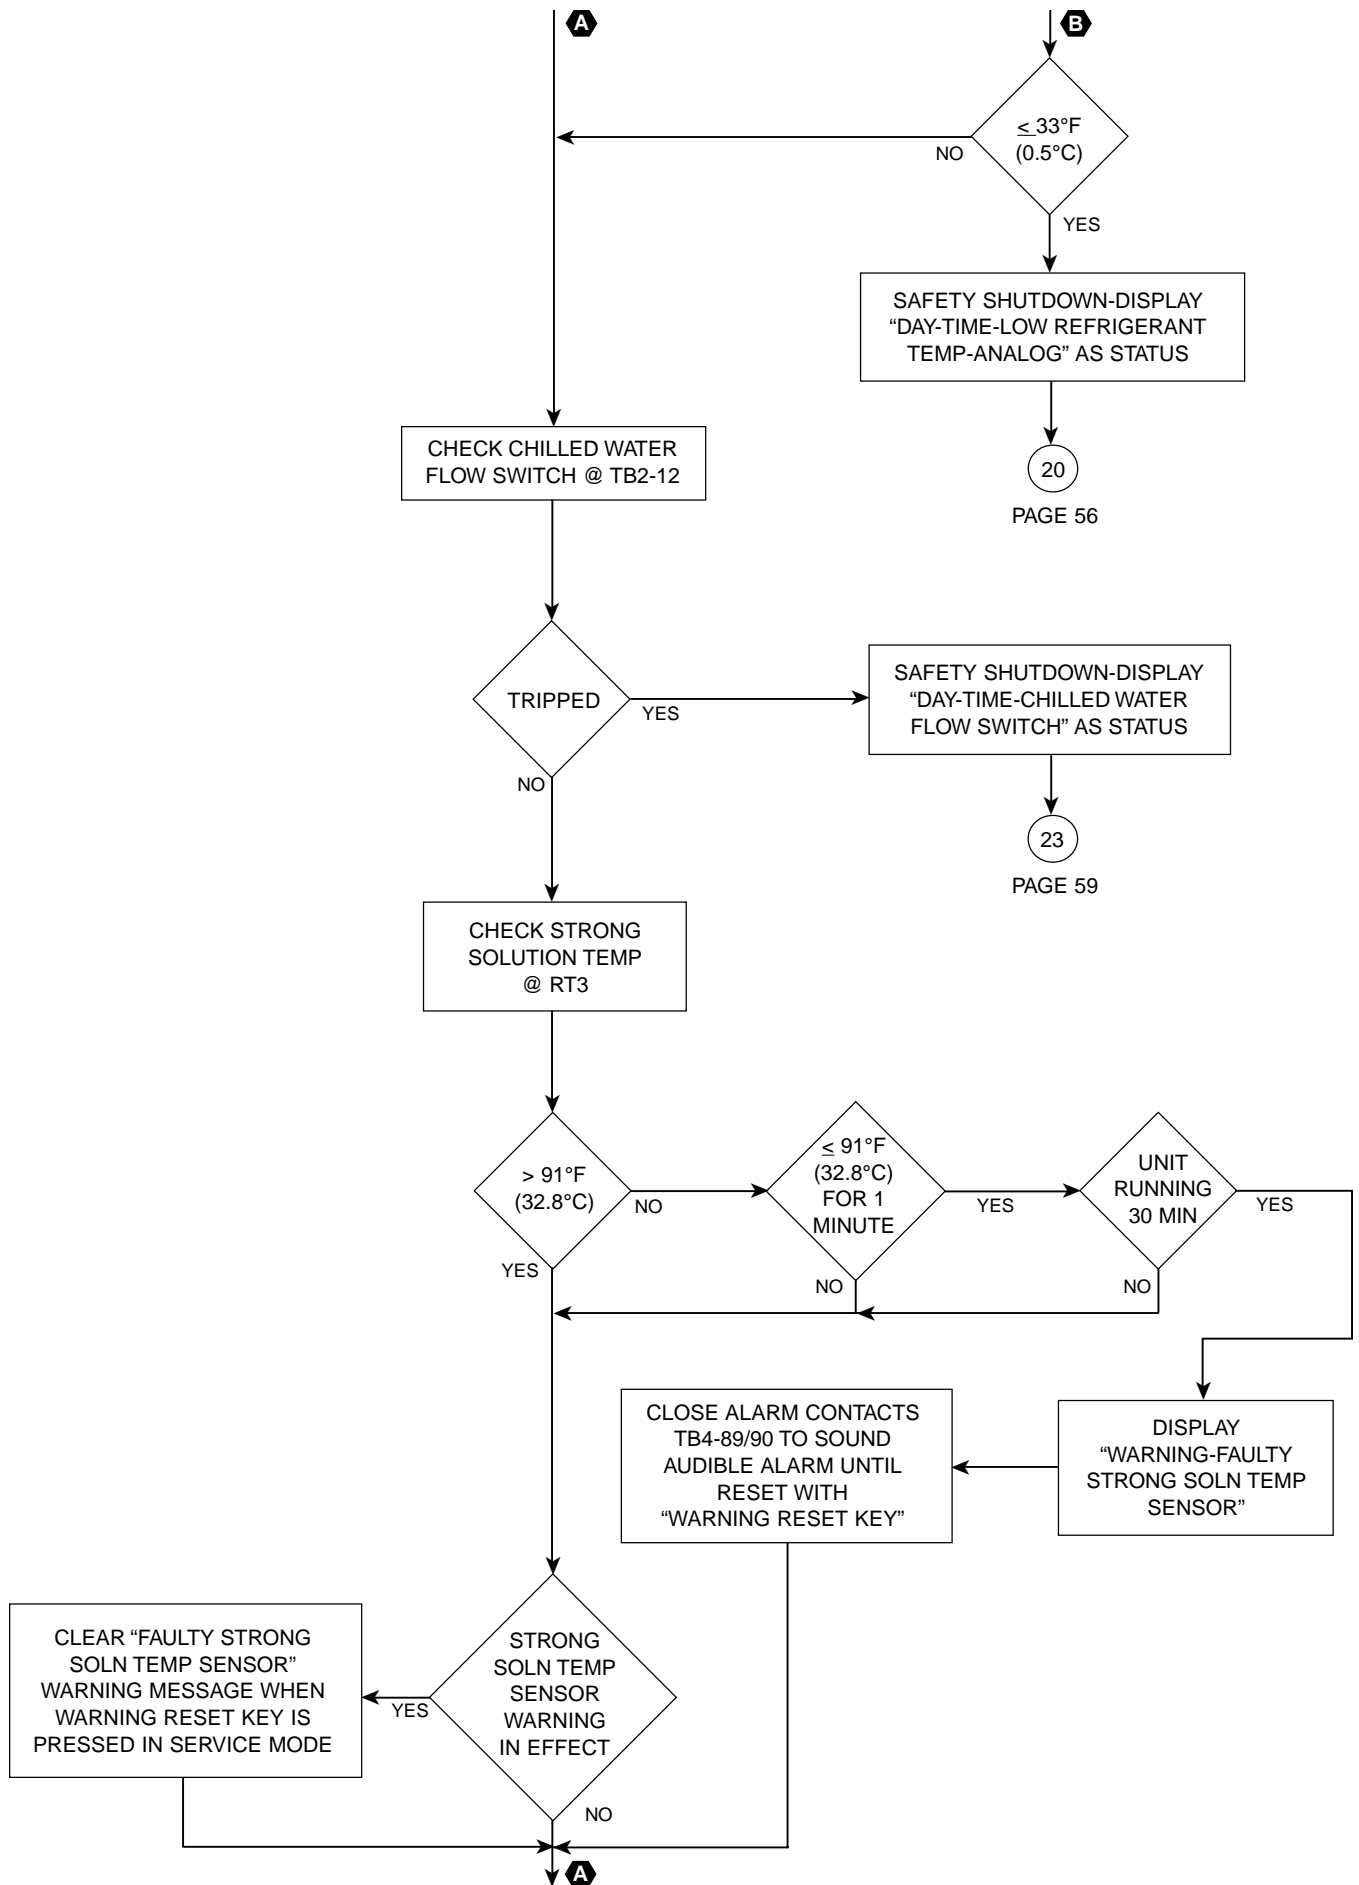 A
B
≤ 33°F
(0.5°C)
NO
YES
SAFETY SHUTDOWN-DISPLAY
“DAY-TIME-LOW REFRIGERANT
TEMP-ANALOG” AS STATUS
20
PAGE 56
CHECK CHILLED WATER
FLOW SWITCH @ TB2-12
TRIPPED
YES
NO
SAFETY SHUTDOWN-DISPLAY
“DAY-TIME-CHILLED WATER
FLOW SWITCH” AS STATUS
23
PAGE 59
CHECK STRONG
SOLUTION TEMP
@ RT3
> 91°F
(32.8°C)
NO
YES
≤ 91°F
(32.8°C)
FOR 1
MINUTE
YES
NO
UNIT
RUNNING
30 MIN
YES
NO
DISPLAY
“WARNING-FAULTY
STRONG SOLN TEMP
SENSOR”
CLOSE ALARM CONTACTS
TB4-89/90 TO SOUND
AUDIBLE ALARM UNTIL
RESET WITH
“WARNING RESET KEY”
STRONG
SOLN TEMP
SENSOR
WARNING
IN EFFECT
YES
NO
CLEAR “FAULTY STRONG
SOLN TEMP SENSOR”
WARNING MESSAGE WHEN
WARNING RESET KEY IS
PRESSED IN SERVICE MODE
A